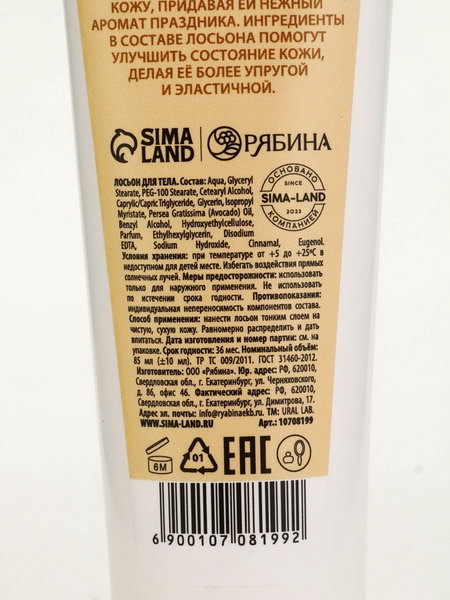 КОЖУ, ПРИДАВАЯ ЕЙ НЕЖНЫЙ
АРОМАТ ПРАЗДНИКА. ИНГРЕДИЕНТЫ
В СОСТАВЕ ЛОСЬОНА ПОМОГУТ
УЛУЧШИТЬ СОСТОЯНИЕ КОЖИ,
ДЕЛАЯ ЕЁ БОЛЕЕ УПРУГОЙ
И ЭЛАСТИЧНОЙ.
SIMA
LAND
РЯБИНА
ЛОСЬОН ДЛЯ ТЕЛА. Состав: Aqua, Glyceryl
Stearate, PEG-100 Stearate, Cetearyl Alcohol,
Caprylic/Capric Triglyceride, Glycerin, Isopropyl
Myristate, Persea Gratissima (Avocado) Oil,
Benzyl Alcohol, Hydroxyethylcellulose,
Parfum, Ethylhexylglycerin, Disodium
EDTA, Sodium Hydroxide, Cinnamal, Eugenol.
ОСНОВАНО
SINCE
SIMA-LAND
2023
КОМПАНИЕЙ
Условия хранения: при температуре от +5 до +25°С в
недоступном для детей месте. Избегать воздействия прямых
солнечных лучей. Меры предосторожности: использовать
только для наружного применения. Не использовать
по истечении срока годности. Противопоказания:
индивидуальная непереносимость компонентов состава.
Способ применения: нанести лосьон тонким слоем на
чистую, сухую кожу. Равномерно распределить и дать
впитаться. Дата изготовления и номер партии: см. на
упаковке. Срок годности: 36 мес. Номинальный объём:
85 мл (±10 мл). ТР ТС 009/2011. ГОСТ 31460-2012.
Изготовитель: ООО «Рябина». Юр. адрес: РФ, 620010,
Свердловская обл., г. Екатеринбург, ул. Черняховского,
д. 86, офис 46. Фактический адрес: РФ, 620010,
Свердловская обл., г. Екатеринбург, ул. Димитрова, 17.
Адрес эл. почты: info@ryabinaekb.ru. TM: URAL LAB.
WWW.SIMA-LAND.RU Арт.: 10708199
6M
01
EAC
6 900107 081992